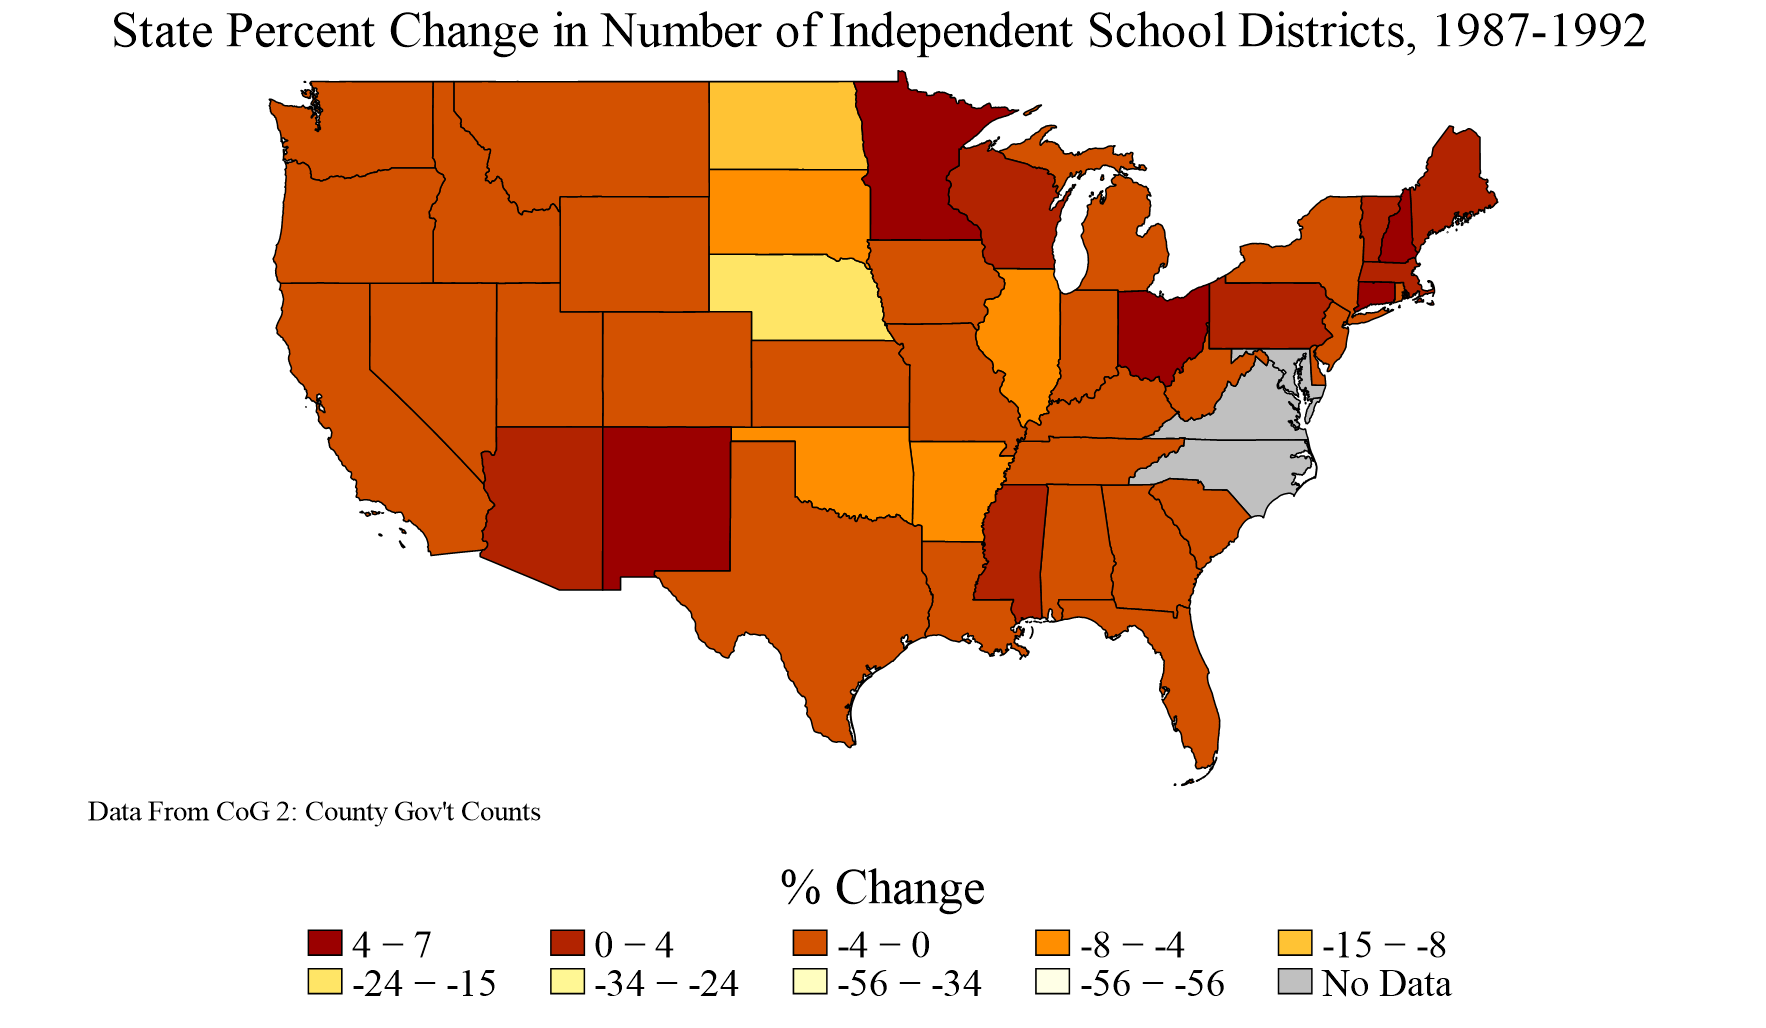 State Percent Change in Number of Independent School Districts, 1987-1992
Data From CoG 2: County Gov't Counts
% Change
4 − 7
0 − 4
-4 − 0
-8 − -4
-15 − -8
-24 − -15
-34 − -24
-56 − -34
-56 − -56
No Data